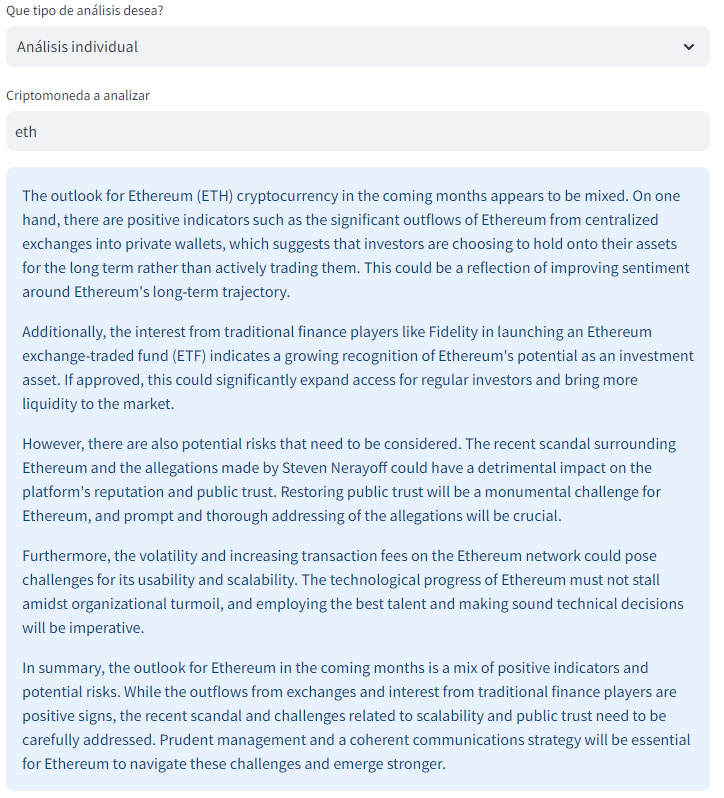 Que tipo de análisis desea?
Análisis individual
Criptomoneda a analizar
eth
The outlook for Ethereum (ETH) cryptocurrency in the coming months appears to be mixed. On one
hand, there are positive indicators such as the significant outflows of Ethereum from centralized
exchanges into private wallets, which suggests that investors are choosing to hold onto their assets
for the long term rather than actively trading them. This could be a reflection of improving sentiment
around Ethereum's long-term trajectory.
Additionally, the interest from traditional finance players like Fidelity in launching an Ethereum
exchange-traded fund (ETF) indicates a growing recognition of Ethereum's potential as an investment
asset. If approved, this could significantly expand access for regular investors and bring more
liquidity to the market.
However, there are also potential risks that need to be considered. The recent scandal surrounding
Ethereum and the allegations made by Steven Nerayoff could have a detrimental impact on the
platform's reputation and public trust. Restoring public trust will be a monumental challenge for
Ethereum, and prompt and thorough addressing of the allegations will be crucial.
Furthermore, the volatility and increasing transaction fees on the Ethereum network could pose
challenges for its usability and scalability. The technological progress of Ethereum must not stall
amidst organizational turmoil, and employing the best talent and making sound technical decisions
will be imperative.
In summary, the outlook for Ethereum in the coming months is a mix of positive indicators and
potential risks. While the outflows from exchanges and interest from traditional finance players are
positive signs, the recent scandal and challenges related to scalability and public trust need to be
carefully addressed. Prudent management and a coherent communications strategy will be essential
for Ethereum to navigate these challenges and emerge stronger.